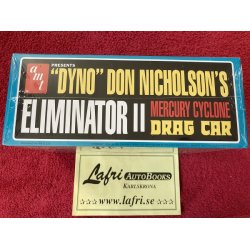 amt
PRESENTS
"DYNO" DON NICHOLSON'S
ELIMINATOR II
MERCURY CYCLONE
DRAG CAR
Lafri AUTOBOOKS
KARLSKRONA
☆☆☆ www.lafri.se ☆☆☆